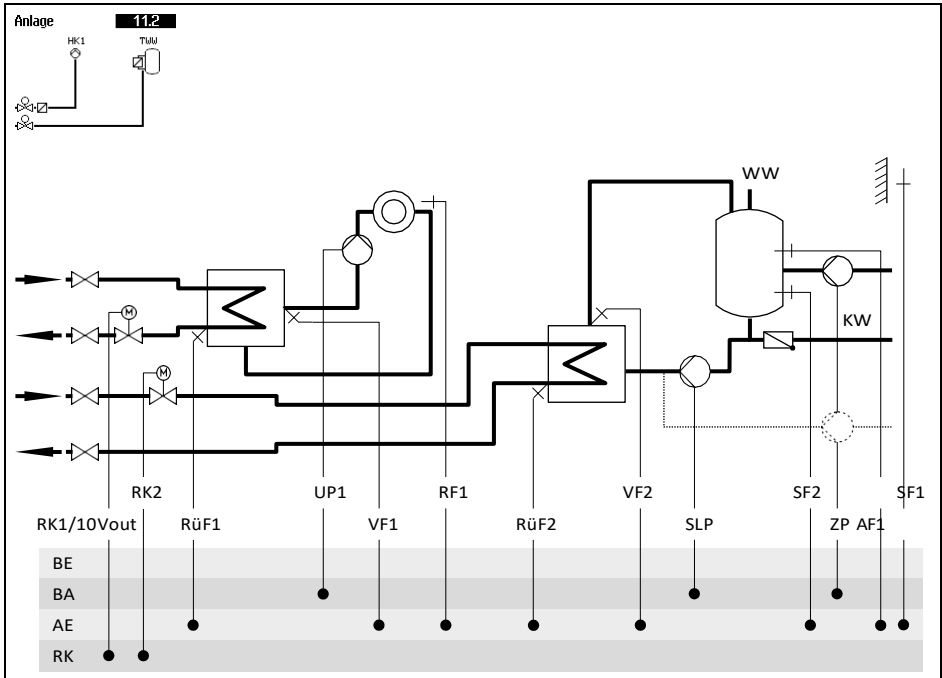 Anlage 11.2
HK1 TWW
WW
M
KW
M
RK2 UP1 RF1 VF2 SF2 SF1
RK1/10Vout RüF1 VF1 RüF2 SLP ZP AF1
BE
BA
AE
RK